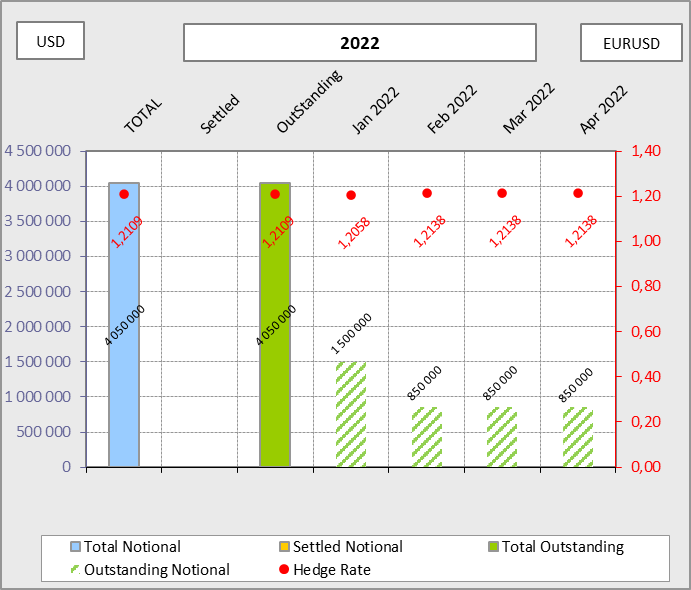 USD
2022
EURUSD
TOTAL
Settled
OutStanding
Jan 2022
Feb 2022
Mar 2022
Apr 2022
4 500 000
4 000 000
3 500 000
3 000 000
2 500 000
2 000 000
1 500 000
1 000 000
500 000
0
1,2109
1,2109
1,2058
1,2138
1,2138
1,2138
4 050 000
4 050 000
1 500 000
850 000
850 000
850 000
1,40
1,20
1,00
0,80
0,60
0,40
0,20
0,00
Total Notional
Settled Notional
Total Outstanding
Outstanding Notional
Hedge Rate